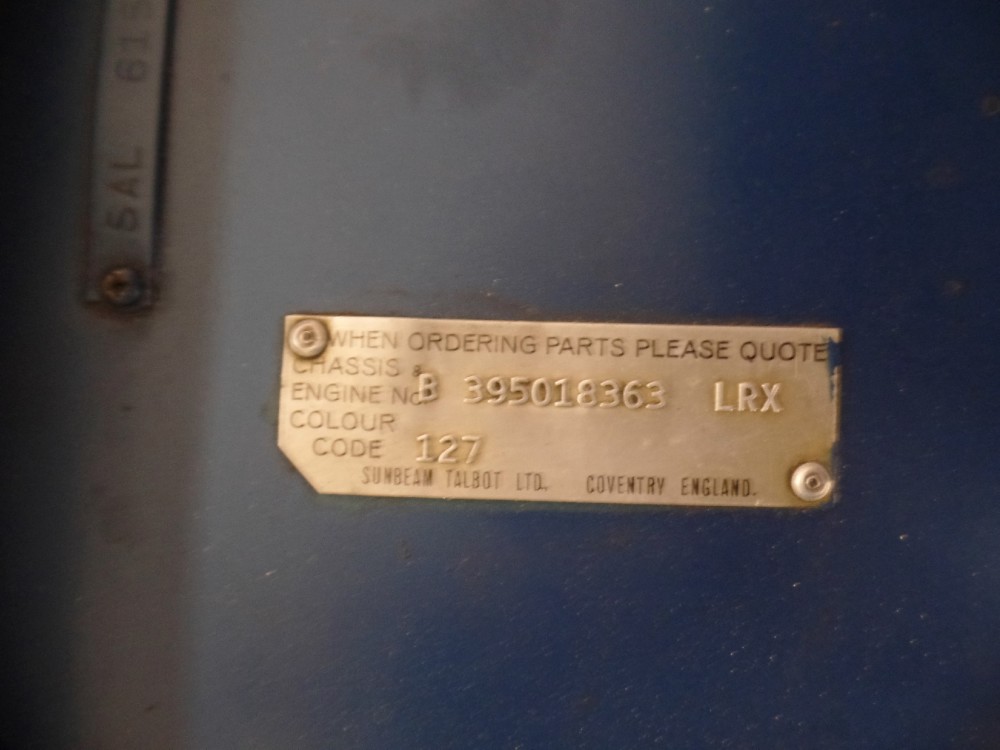 SAL 61
WHEN ORDERING PARTS PLEASE QUOTE
CHASSIS &
ENGINE No. B 395018363 LRX
COLOUR
CODE 127
SUNBEAM TALBOT LTD. COVENTRY ENGLAND.